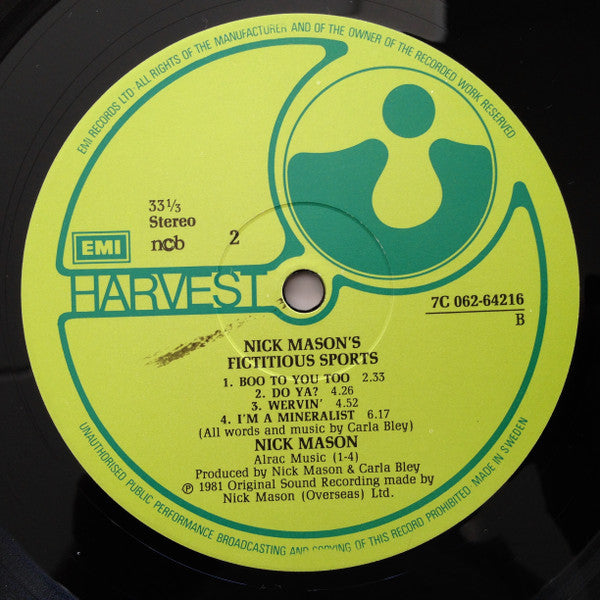 EMI RECORDS LTD· ALL RIGHTS OF THE MANUFACTURER AND OF THE OWNER OF THE RECORDED WORK RESERVED
33 1/3
Stereo
EMI
ncb
2
HARVEST
7C 062-64216
B
NICK MASON'S
FICTITIOUS SPORTS
1. BOO TO YOU TOO 2.33
2. DO YA? 4.26
3. WERVIN' 4.52
4. I'M A MINERALIST 6.17
(All words and music by Carla Bley)
NICK MASON
Alrac Music (1-4)
Produced by Nick Mason & Carla Bley
℗ 1981 Original Sound Recording made by
Nick Mason (Overseas) Ltd.
UNAUTHORISED PUBLIC PERFORMANCE BROADCASTING AND COPYING OF THIS RECORD PROHIBITED. MADE IN SWEDEN